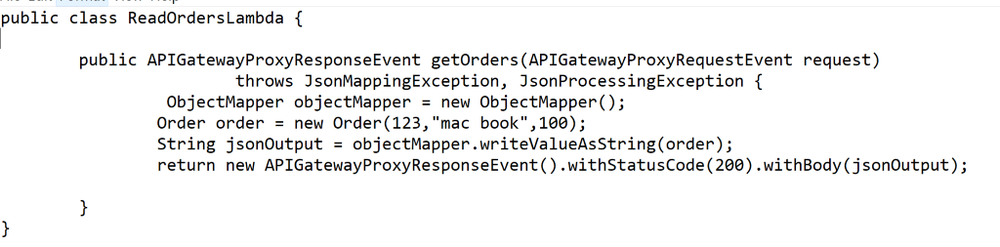 public class ReadOrdersLambda {
public APIGatewayProxyResponseEvent getOrders(APIGatewayProxyRequestEvent request)
throws JsonMappingException, JsonProcessingException {
ObjectMapper objectMapper = new ObjectMapper();
Order order = new Order(123,"mac book",100);
String jsonOutput = objectMapper.writeValueAsString(order);
return new APIGatewayProxyResponseEvent().withStatusCode(200).withBody(jsonOutput);
}
}